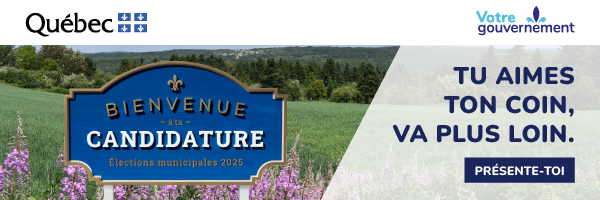 Québec
Votre
gouvernement
BIENVENUE
– à ta –
CANDIDATURE
Élections municipales 2025
TU AIMES
TON COIN,
VA PLUS LOIN.
PRÉSENTE-TOI